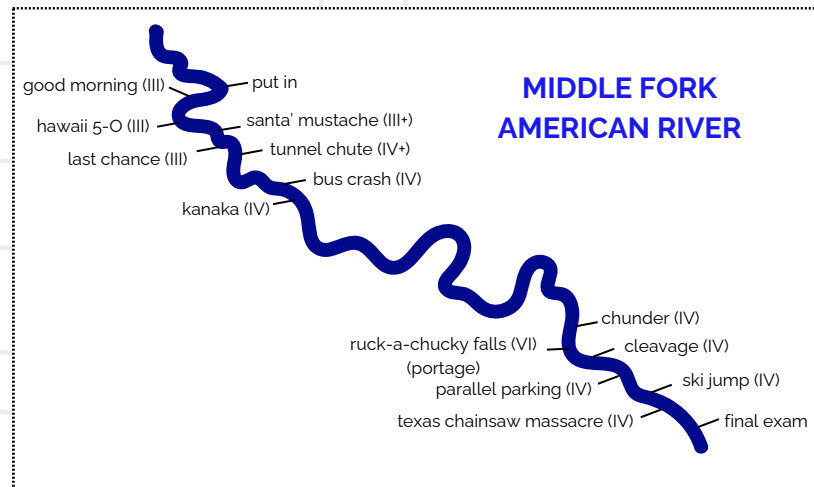 MIDDLE FORK
AMERICAN RIVER
put in
good morning (III)
santa' mustache (III+)
hawaii 5-O (III)
tunnel chute (IV+)
last chance (III)
bus crash (IV)
kanaka (IV)
chunder (IV)
ruck-a-chucky falls (VI)
(portage)
cleavage (IV)
parallel parking (IV)
ski jump (IV)
texas chainsaw massacre (IV)
final exam